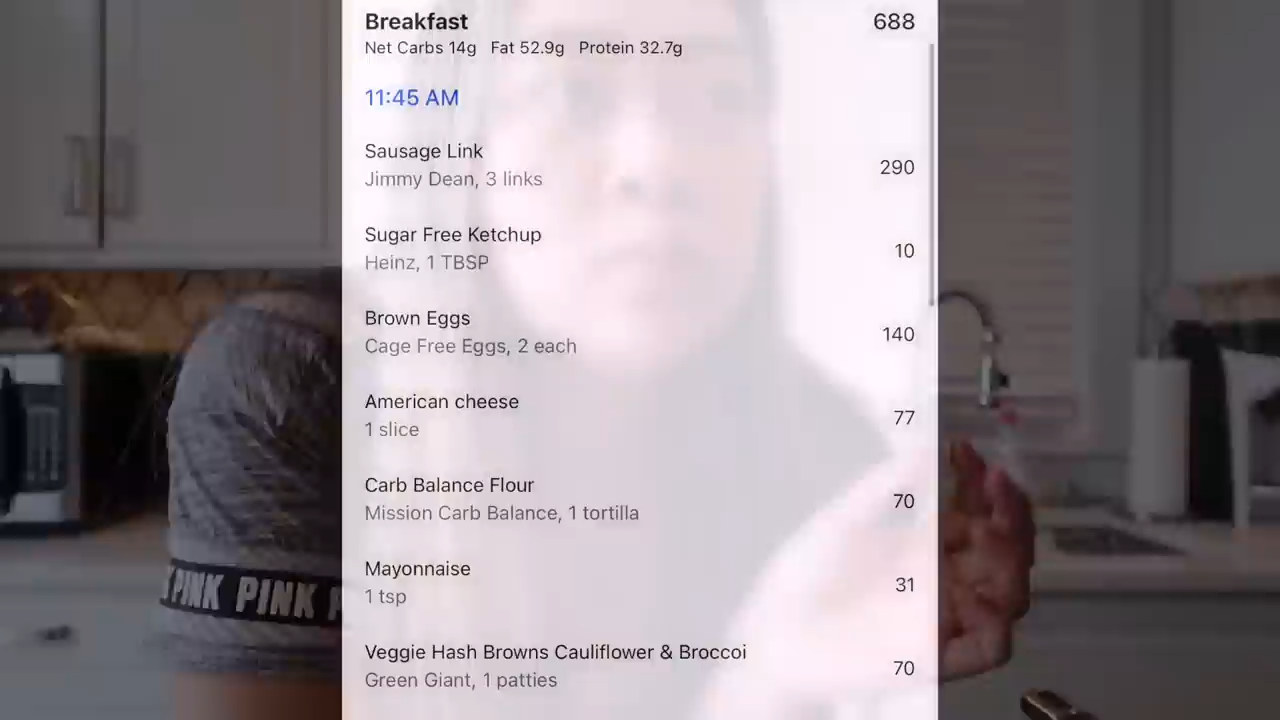 Breakfast 688
Net Carbs 14g Fat 52.9g Protein 32.7g
11:45 AM
Sausage Link
Jimmy Dean, 3 links 290
Sugar Free Ketchup
Heinz, 1 TBSP 10
Brown Eggs
Cage Free Eggs, 2 each 140
American cheese
1 slice 77
Carb Balance Flour
Mission Carb Balance, 1 tortilla 70
Mayonnaise
1 tsp 31
Veggie Hash Browns Cauliflower & Broccoi
Green Giant, 1 patties 70
PINK PINK